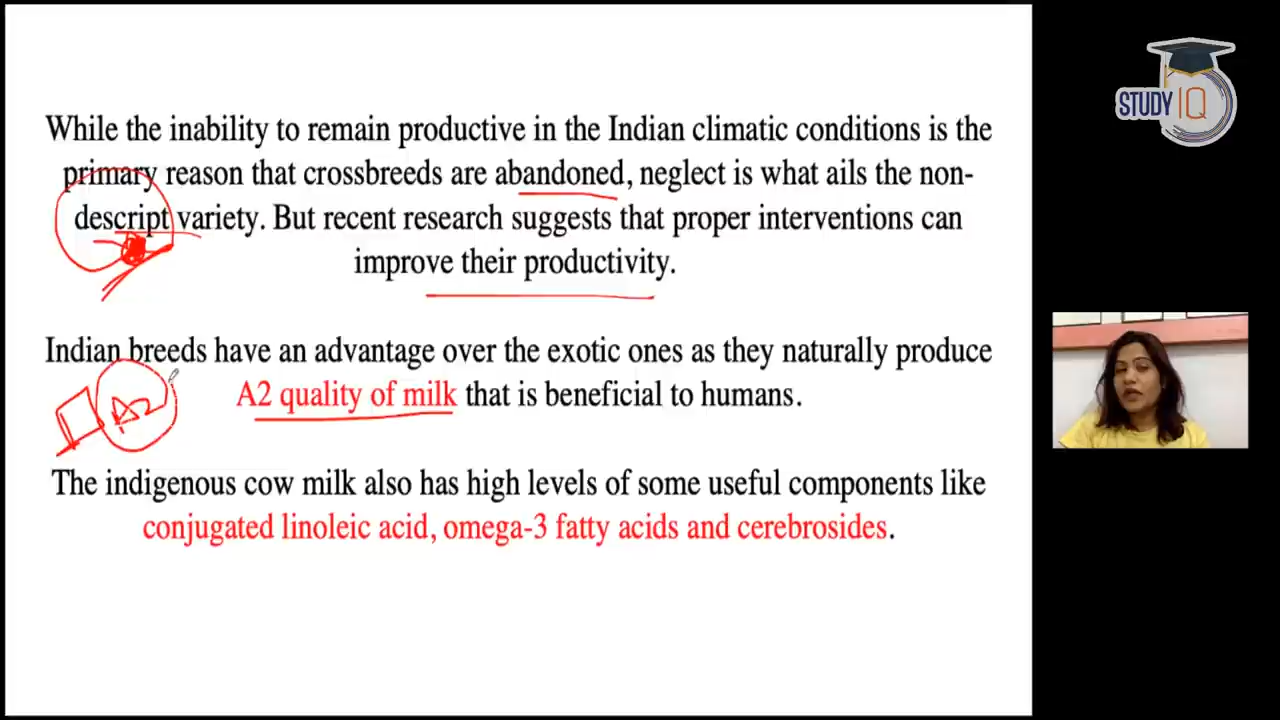 While the inability to remain productive in the Indian climatic conditions is the
primary reason that crossbreeds are abandoned, neglect is what ails the non-
descript variety. But recent research suggests that proper interventions can
improve their productivity.
Indian breeds have an advantage over the exotic ones as they naturally produce
A2 quality of milk that is beneficial to humans.
A2
The indigenous cow milk also has high levels of some useful components like
conjugated linoleic acid, omega-3 fatty acids and cerebrosides.
STUDY IQ